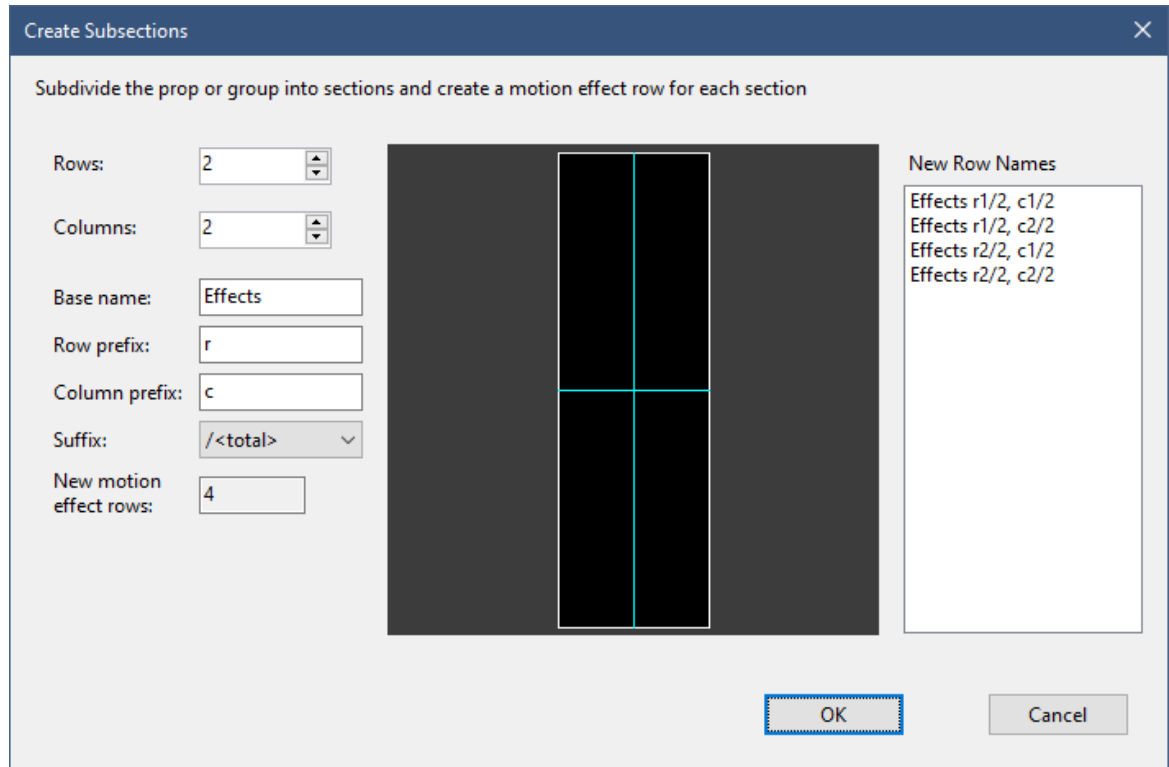 Create Subsections
Subdivide the prop or group into sections and create a motion effect row for each section
Rows:
2
Columns:
2
Base name:
Effects
Row prefix:
r
Column prefix:
c
Suffix:
/<total>
New motion
effect rows:
4
New Row Names
Effects r1/2, c1/2
Effects r1/2, c2/2
Effects r2/2, c1/2
Effects r2/2, c2/2
OK
Cancel